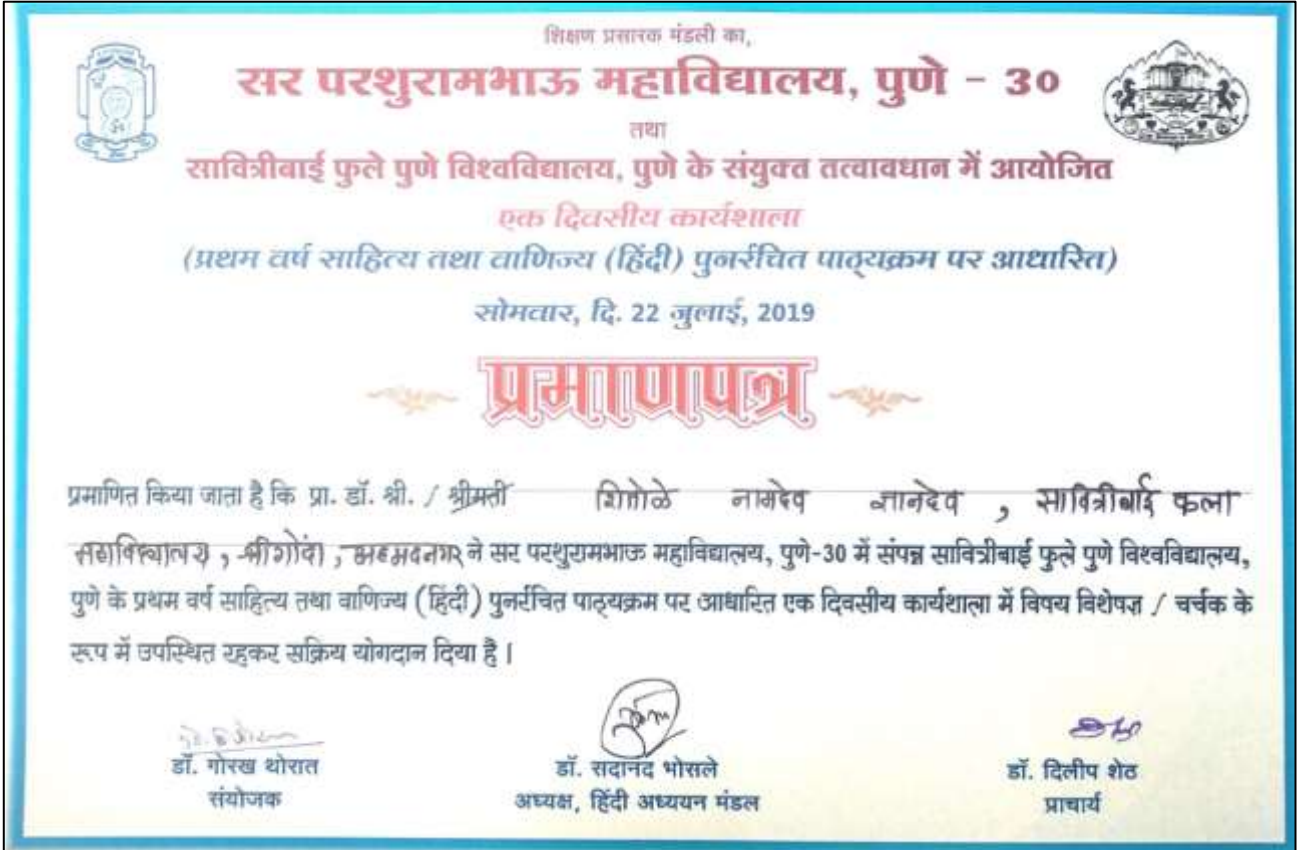 शिक्षण प्रसारक मंडली का,
सर परशुरामभाऊ महाविद्यालय, पुणे - 30
तथा
सावित्रीबाई फुले पुणे विश्वविद्यालय, पुणे के संयुक्त तत्वावधान में आयोजित
एक दिवसीय कार्यशाला
(प्रथम वर्ष साहित्य तथा वाणिज्य (हिंदी) पुनर्रचित पाठ्यक्रम पर आधारित)
सोमवार, दि. 22 जुलाई, 2019
प्रमाणपत्र
प्रमाणित किया जाता है कि प्रा. डॉ. श्री. / श्रीमती शितोळे नामदेव ज्ञानदेव , सावित्रीबाई कला
महाविद्यालय , श्रीगोंदा , अहमदनगर ने सर परशुरामभाऊ महाविद्यालय, पुणे-30 में संपन्न सावित्रीबाई फुले पुणे विश्वविद्यालय,
पुणे के प्रथम वर्ष साहित्य तथा वाणिज्य (हिंदी) पुनर्रचित पाठ्यक्रम पर आधारित एक दिवसीय कार्यशाला में विषय विशेषज्ञ / चर्चक के
रूप में उपस्थित रहकर सक्रिय योगदान दिया है ।
डॉ. गोरख थोरात
संयोजक
डॉ. सदानंद भोसले
अध्यक्ष, हिंदी अध्ययन मंडल
डॉ. दिलीप शेठ
प्राचार्य